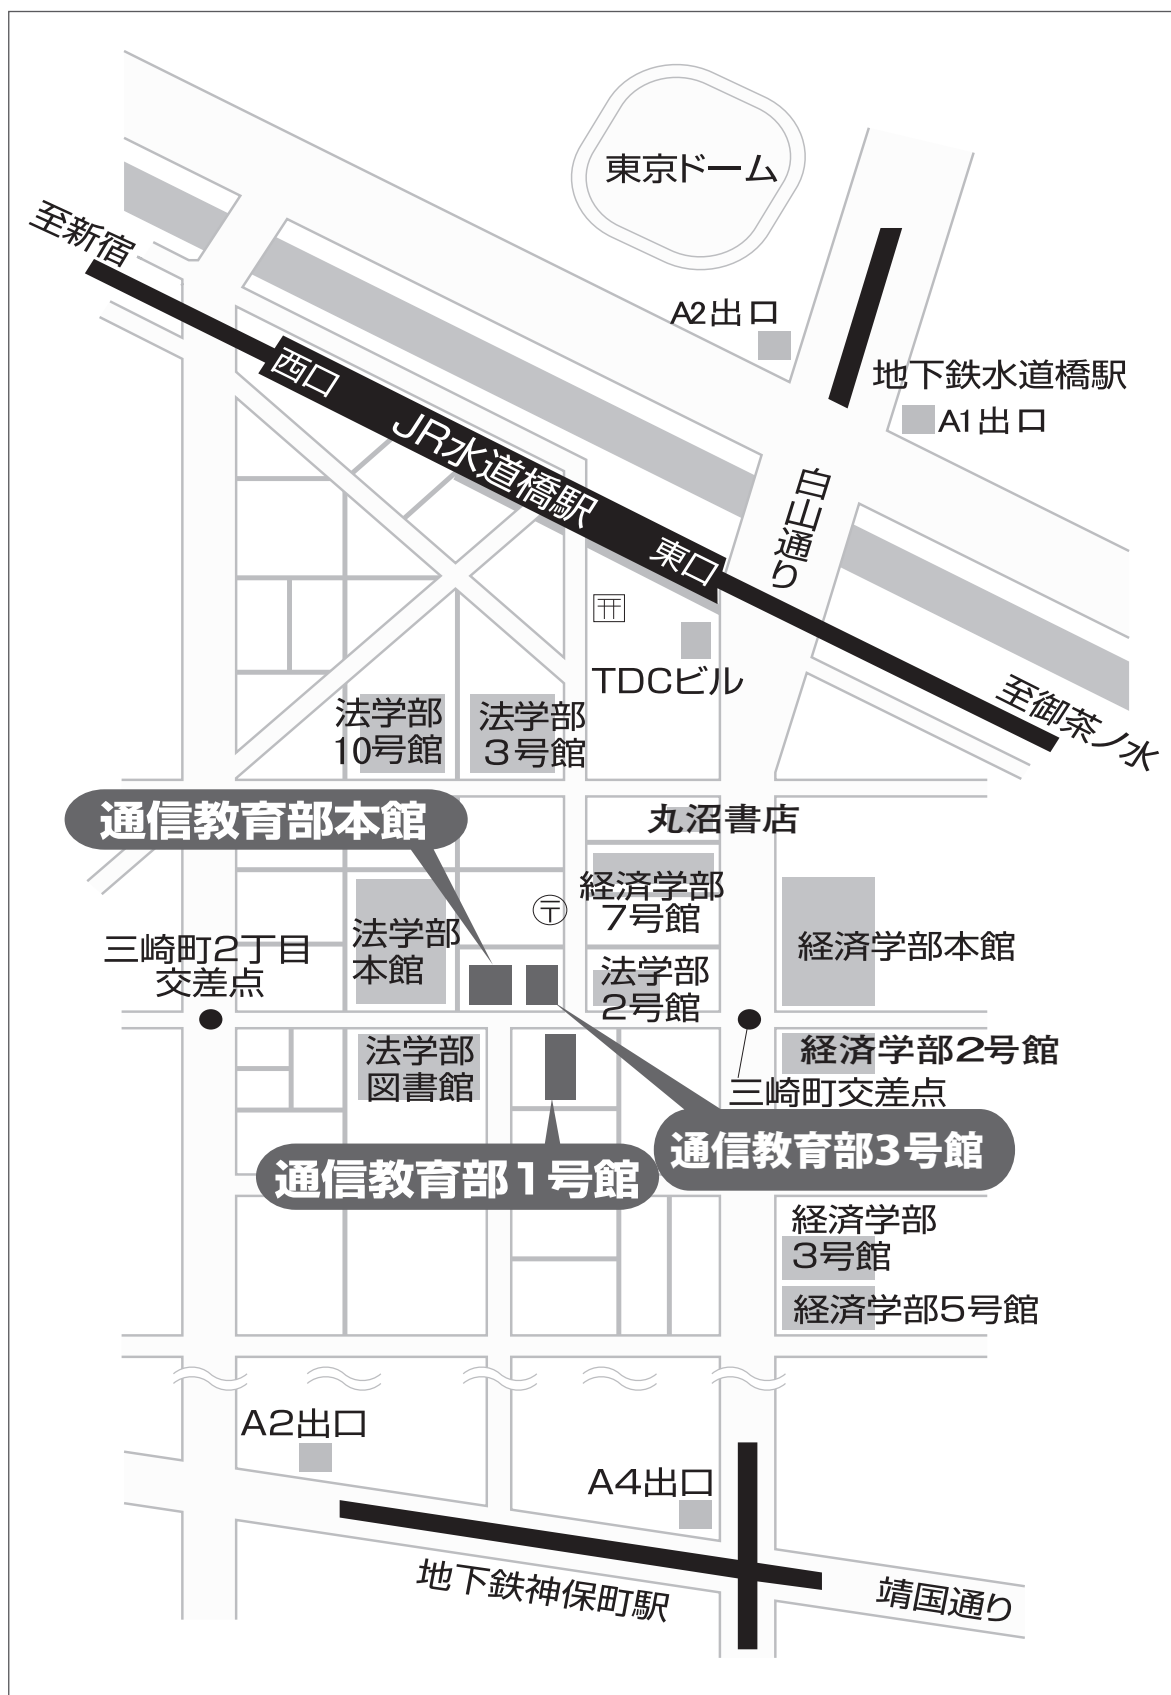 東京ドーム
至新宿
A2出口
地下鉄水道橋駅
A1出口
西口
JR水道橋駅
東口
白山通り
TDCビル
至御茶ノ水
法学部
10号館
法学部
3号館
通信教育部本館
丸沼書店
経済学部
7号館
〒
三崎町2丁目
交差点
法学部
本館
経済学部本館
法学部
2号館
法学部
図書館
経済学部2号館
三崎町交差点
通信教育部1号館
通信教育部3号館
経済学部
3号館
経済学部5号館
A2出口
A4出口
地下鉄神保町駅
靖国通り